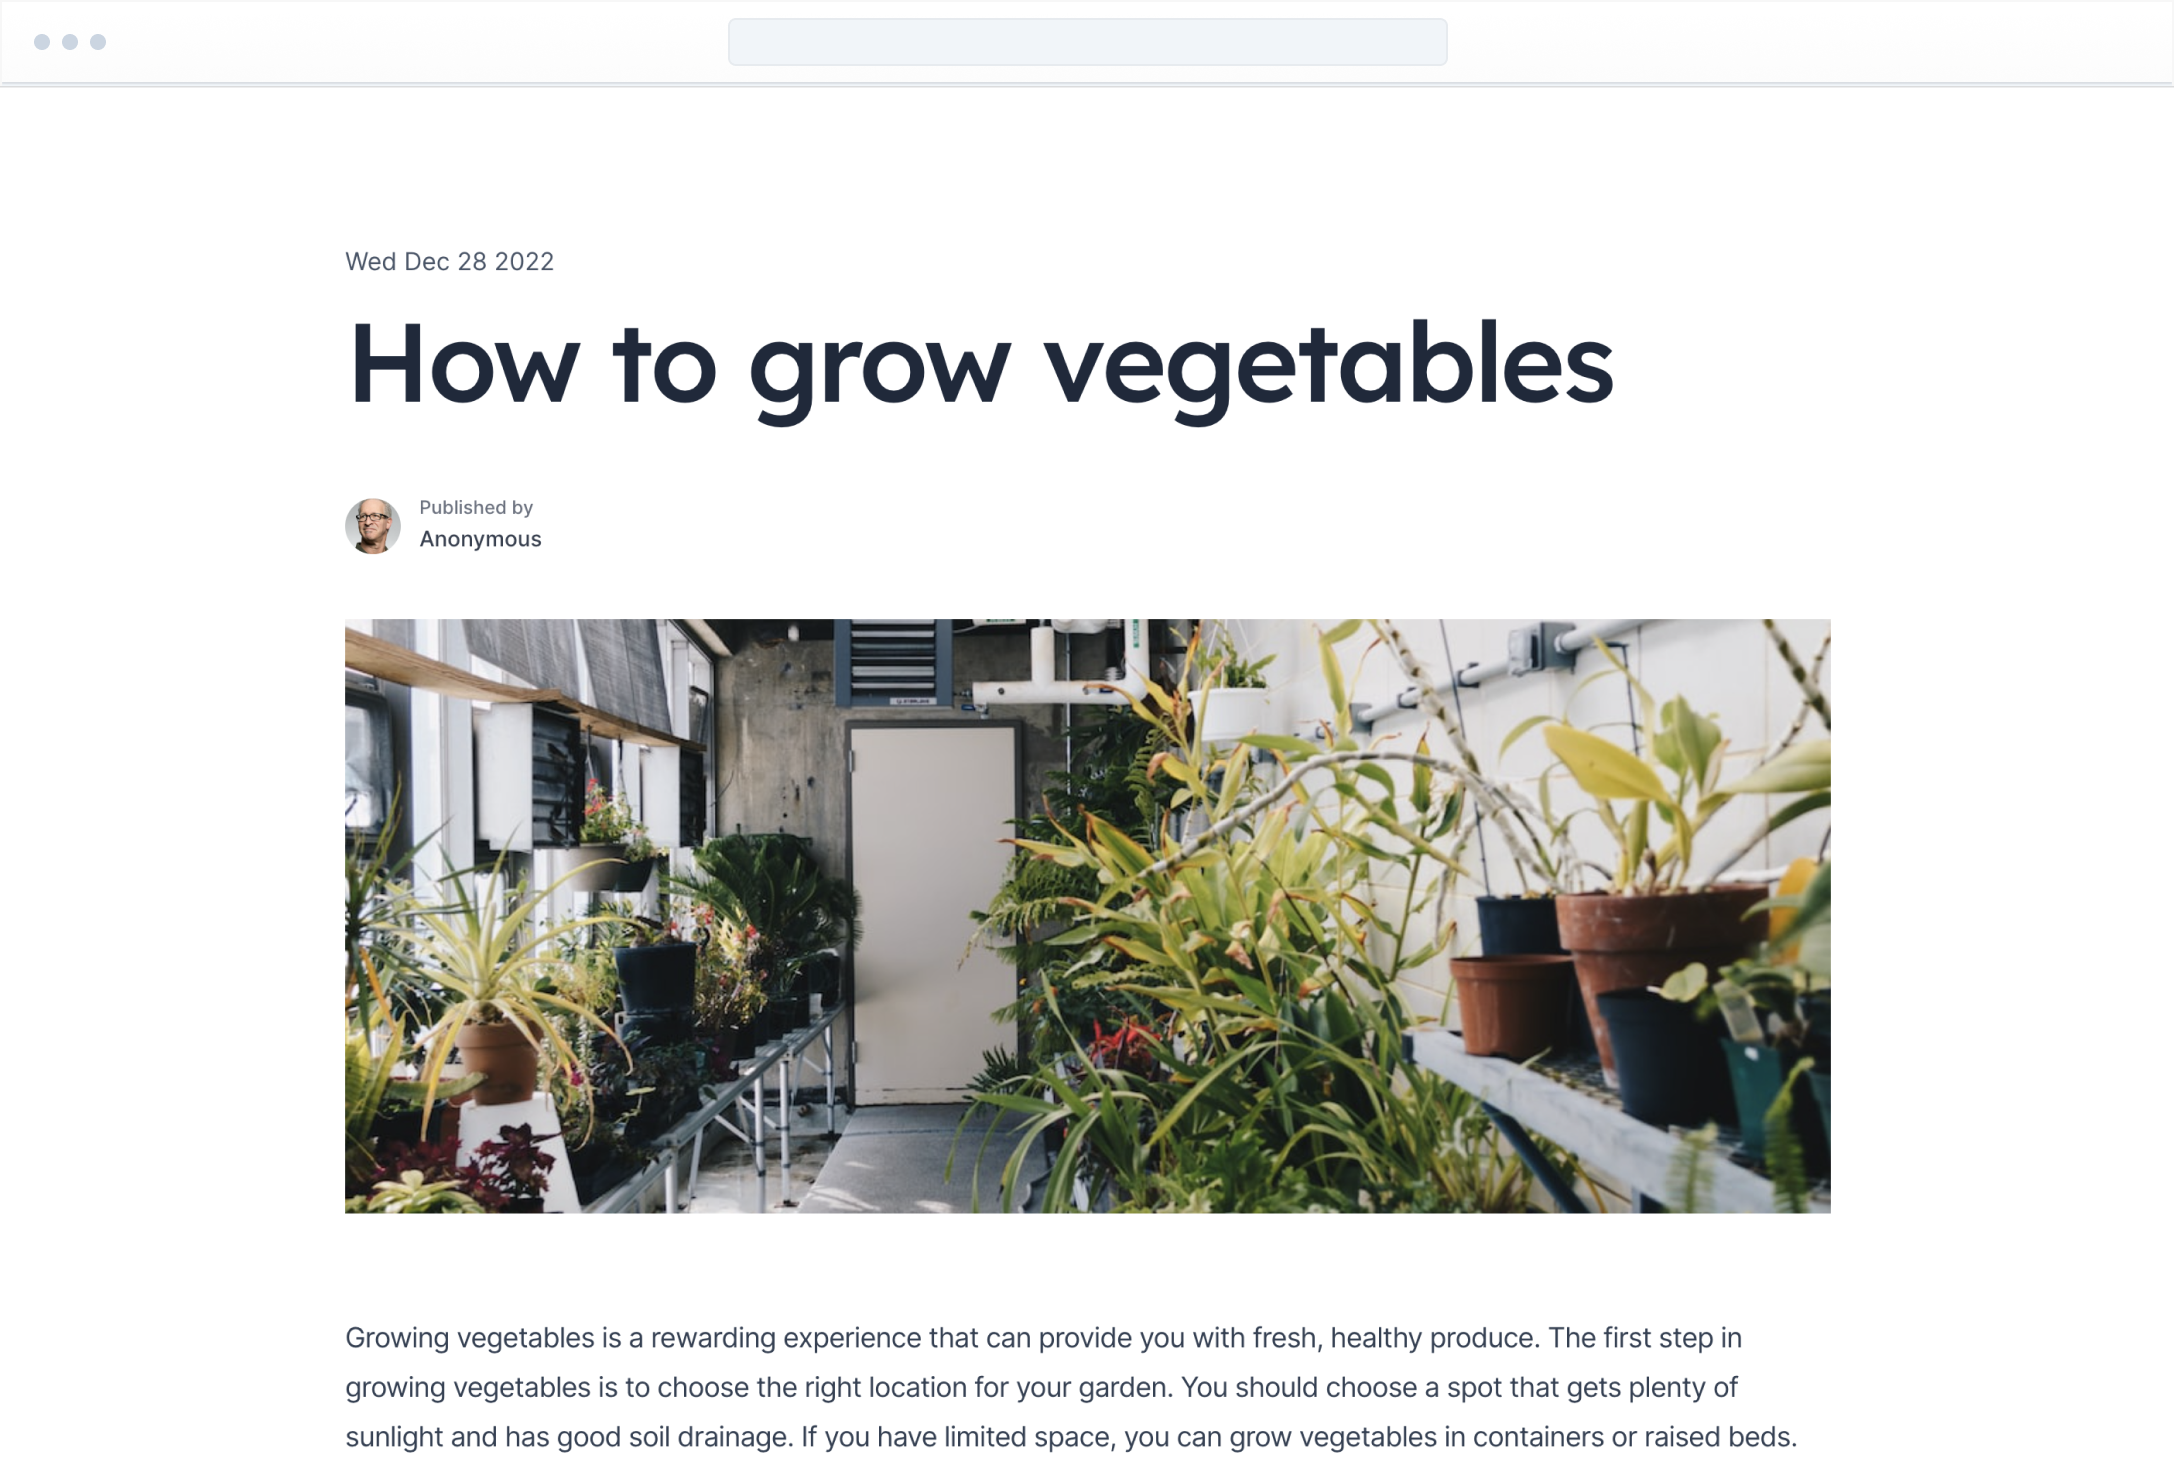 Wed Dec 28 2022
How to grow vegetables
Published by
Anonymous
Growing vegetables is a rewarding experience that can provide you with fresh, healthy produce. The first step in
growing vegetables is to choose the right location for your garden. You should choose a spot that gets plenty of
sunlight and has good soil drainage. If you have limited space, you can grow vegetables in containers or raised beds.